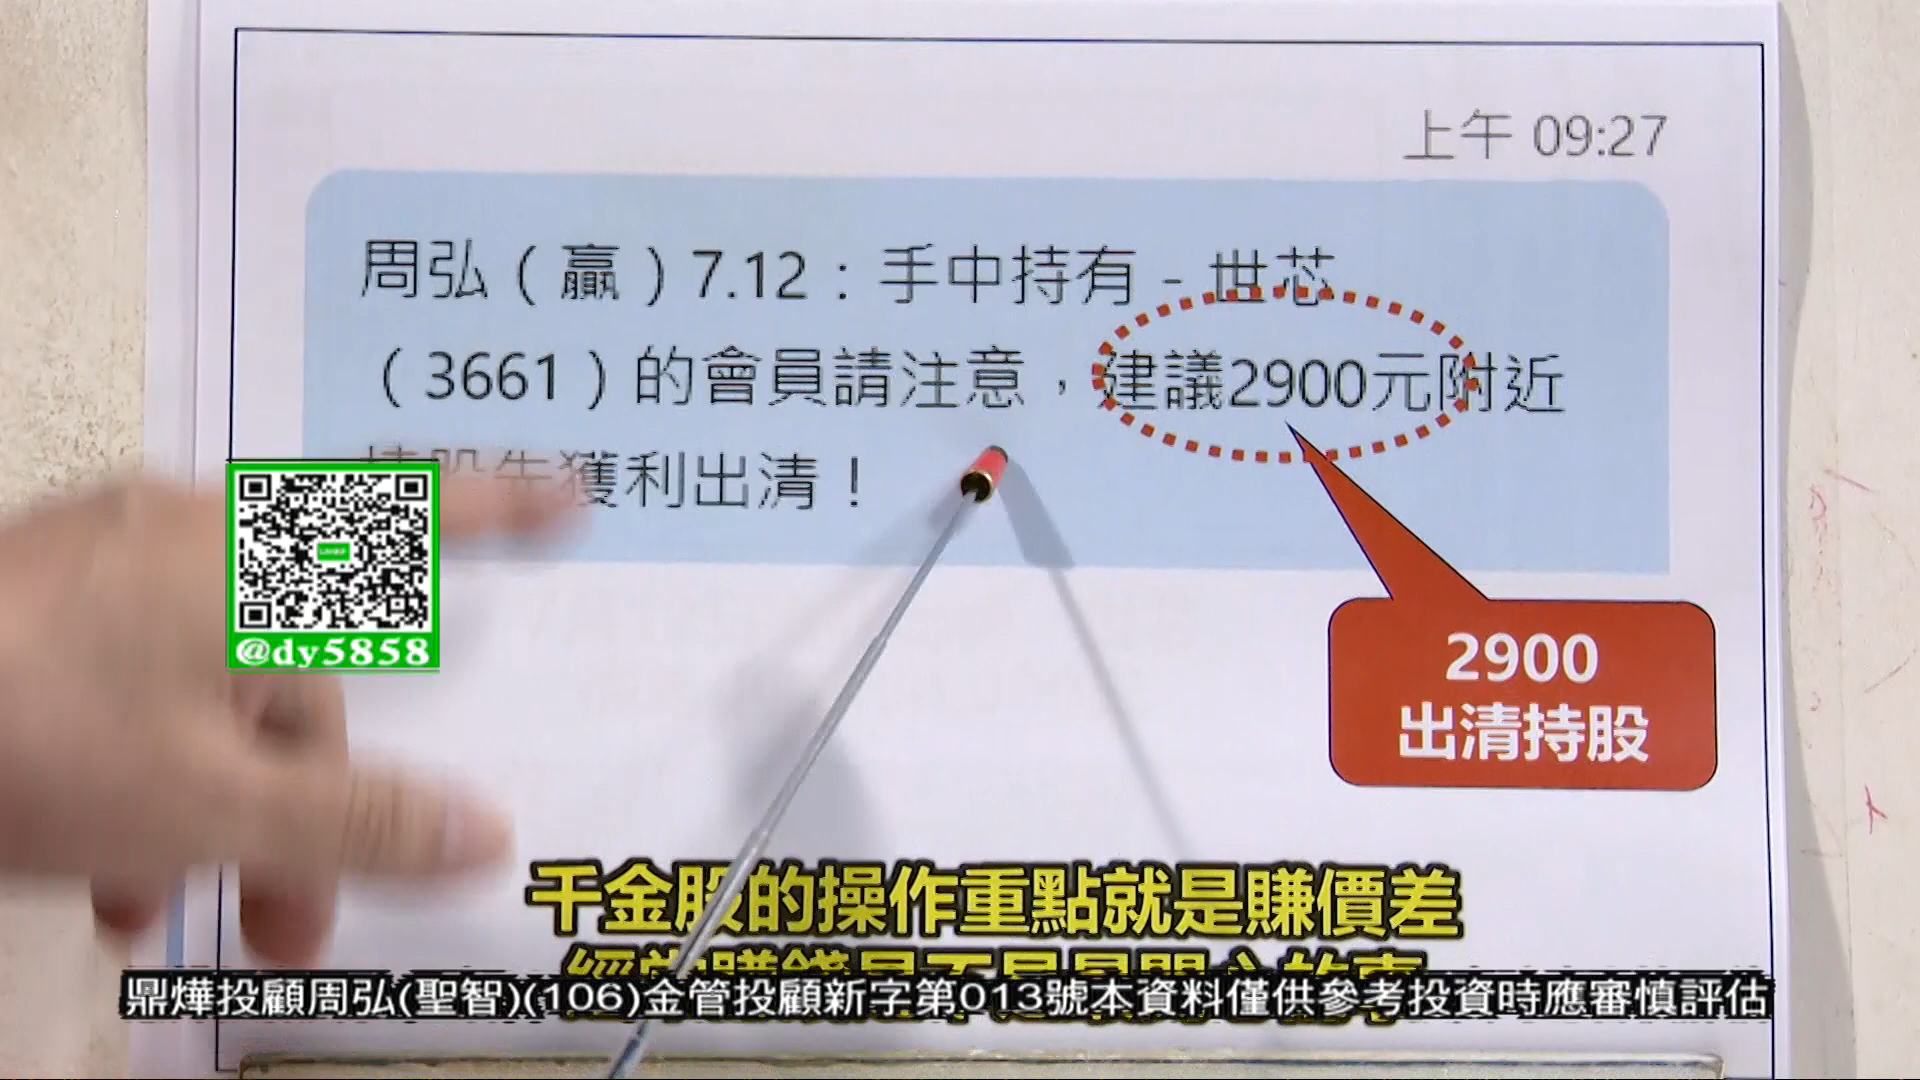 上午 09:27
周弘（贏）7.12：手中持有－世芯
（3661）的會員請注意，建議2900元附近
持股先獲利出清！
@dy5858
2900
出清持股
千金股的操作重點就是賺價差
鼎燁投顧周弘(聖智)(106)金管投顧新字第013號本資料僅供參考投資時應審慎評估